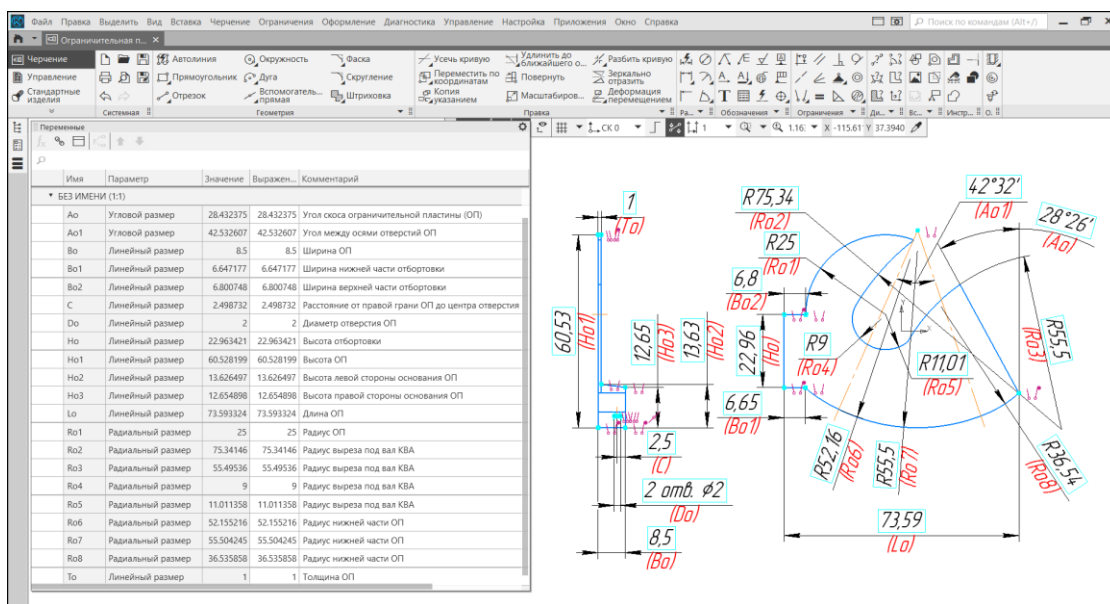 Файл Правка Выделить Вид Вставка Черчение Ограничения Оформление Диагностика Управление Настройка Приложения Окно Справка
Поиск по командам (Alt+/)
Ограничительная п...
Черчение
Управление
Стандартные изделия
Автолиния
Прямоугольник
Отрезок
Окружность
Дуга
Вспомогатель... прямая
Фаска
Скругление
Штриховка
Усечь кривую
Переместить по координатам
Копия указанием
Удлинить до ближайшего о...
Повернуть
Масштабиров...
Разбить кривую
Зеркально отразить
Деформация перемещением
Системная
Геометрия
Правка
Ра...
Обозначения
Ограничения
Ди...
Вс...
Инстр...
О.
Переменные
СК 0
1
1.16:
X -115.61 Y 37.3940
Имя Параметр Значение Выражен... Комментарий
БЕЗ ИМЕНИ (1:1)
Ao Угловой размер 28.432375 28.432375 Угол скоса ограничительной пластины (ОП)
Ao1 Угловой размер 42.532607 42.532607 Угол между осями отверстий ОП
Bo Линейный размер 8.5 8.5 Ширина ОП
Bo1 Линейный размер 6.647177 6.647177 Ширина нижней части отбортовки
Bo2 Линейный размер 6.800748 6.800748 Ширина верхней части отбортовки
C Линейный размер 2.498732 2.498732 Расстояние от правой грани ОП до центра отверстия
Do Линейный размер 2 2 Диаметр отверстия ОП
Ho Линейный размер 22.963421 22.963421 Высота отбортовки
Ho1 Линейный размер 60.528199 60.528199 Высота ОП
Ho2 Линейный размер 13.626497 13.626497 Высота левой стороны основания ОП
Ho3 Линейный размер 12.654898 12.654898 Высота правой стороны основания ОП
Lo Линейный размер 73.593324 73.593324 Длина ОП
Ro1 Радиальный размер 25 25 Радиус ОП
Ro2 Радиальный размер 75.34146 75.34146 Радиус выреза под вал КВА
Ro3 Радиальный размер 55.49536 55.49536 Радиус выреза под вал КВА
Ro4 Радиальный размер 9 9 Радиус выреза под вал КВА
Ro5 Радиальный размер 11.011358 11.011358 Радиус выреза под вал КВА
Ro6 Радиальный размер 52.155216 52.155216 Радиус нижней части ОП
Ro7 Радиальный размер 55.504245 55.504245 Радиус нижней части ОП
Ro8 Радиальный размер 36.535858 36.535858 Радиус нижней части ОП
To Линейный размер 1 1 Толщина ОП
1
(To)
R75,34
(Ro2)
42°32'
(Ao1)
28°26'
(Ao)
R25
(Ro1)
6,8
(Bo2)
60,53
(Ho1)
12,65
(Ho3)
13,63
(Ho2)
22,96
(Ho)
R9
(Ro4)
R11,01
(Ro5)
R55,5
(Ro3)
6,65
(Bo1)
2,5
(C)
R52,16
(Ro6)
R55,5
(Ro7)
R36,54
(Ro8)
2 отв. ⌀2
(Do)
73,59
(Lo)
8,5
(Bo)